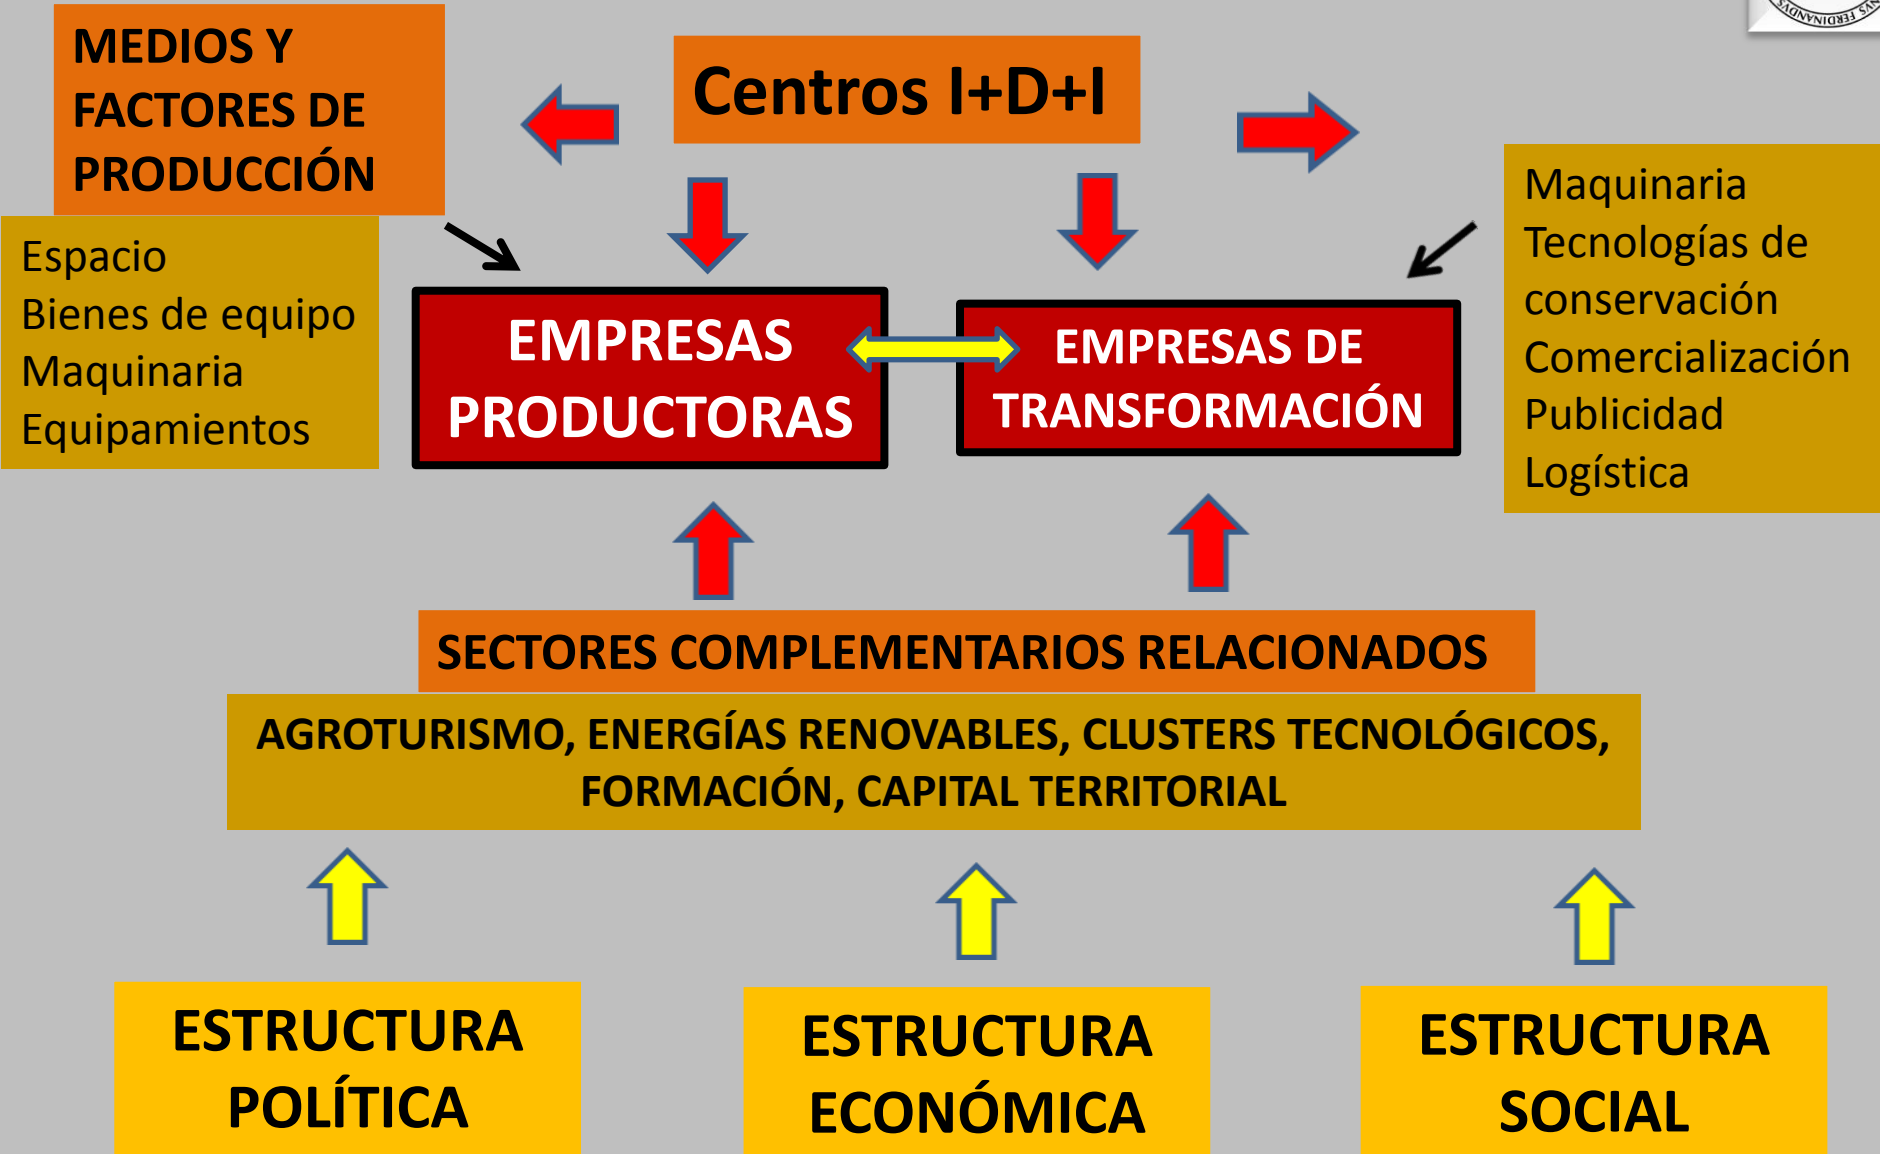 NUS FERDINANDUS
MEDIOS Y
FACTORES DE
PRODUCCIÓN
Centros I+D+I
Espacio
Bienes de equipo
Maquinaria
Equipamientos
Maquinaria
Tecnologías de
conservación
Comercialización
Publicidad
Logística
EMPRESAS
PRODUCTORAS
EMPRESAS DE
TRANSFORMACIÓN
SECTORES COMPLEMENTARIOS RELACIONADOS
AGROTURISMO, ENERGÍAS RENOVABLES, CLUSTERS TECNOLÓGICOS,
FORMACIÓN, CAPITAL TERRITORIAL
ESTRUCTURA
POLÍTICA
ESTRUCTURA
ECONÓMICA
ESTRUCTURA
SOCIAL